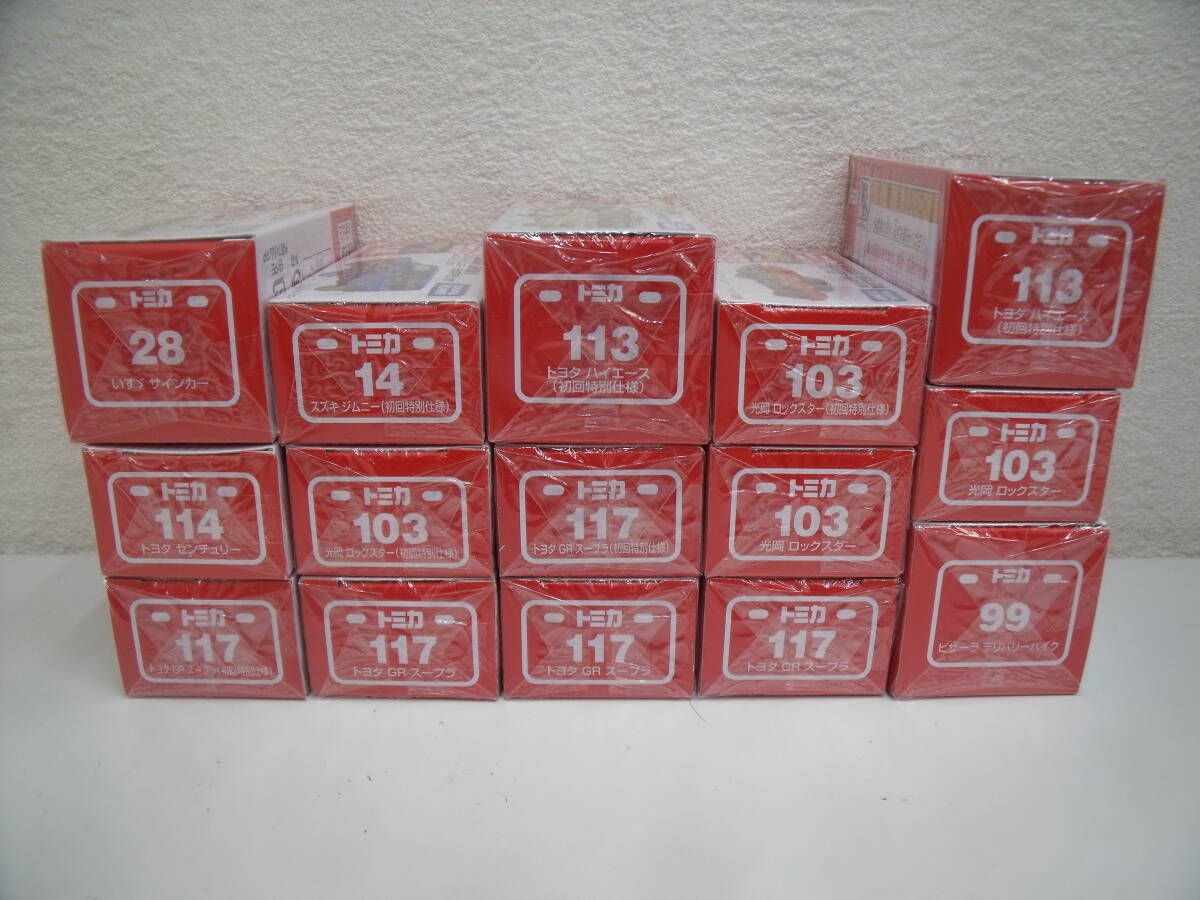 トミカ
28
いすゞ サインカー
トミカ
14
スズキ ジムニー(初回特別仕様)
トミカ
113
トヨタ ハイエース
(初回特別仕様)
トミカ
103
光岡 ロックスター(初回特別仕様)
トミカ
113
トヨタ ハイエース
(初回特別仕様)
トミカ
114
トヨタ センチュリー
トミカ
103
光岡 ロックスター(初回特別仕様)
トミカ
117
トヨタ GR スープラ(初回特別仕様)
トミカ
103
光岡 ロックスター
トミカ
103
光岡 ロックスター
トミカ
117
トヨタ GR スープラ(初回特別仕様)
トミカ
117
トヨタ GR スープラ
トミカ
117
トヨタ GR スープラ
トミカ
117
トヨタ GR スープラ
トミカ
99
ピザーラ デリバリーバイク